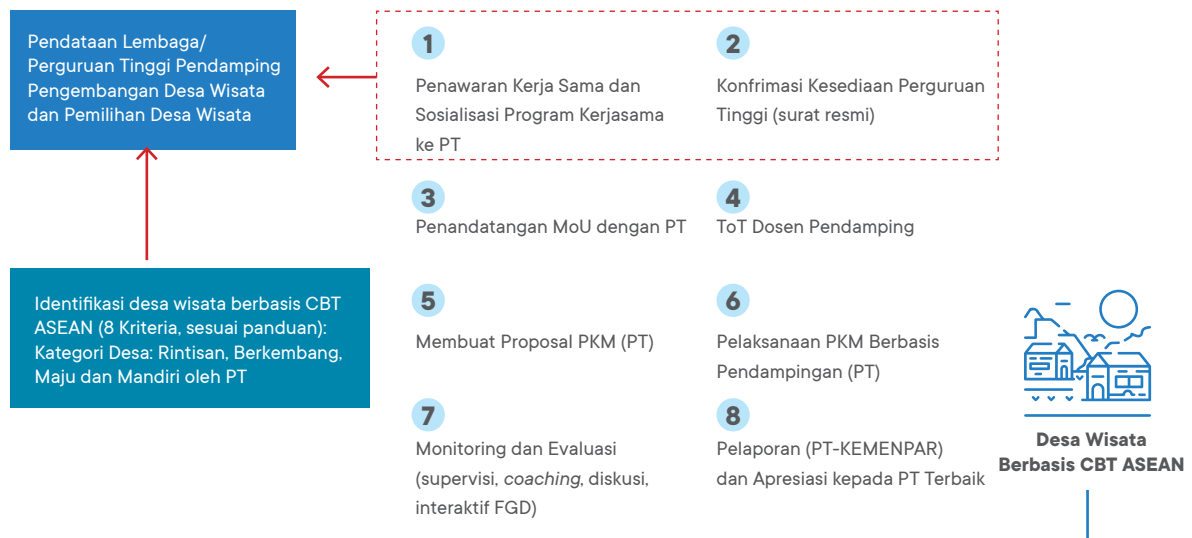 Pendataan Lembaga/
Perguruan Tinggi Pendamping
Pengembangan Desa Wisata
dan Pemilihan Desa Wisata
1
Penawaran Kerja Sama dan
Sosialisasi Program Kerjasama
ke PT
2
Konfrimasi Kesediaan Perguruan
Tinggi (surat resmi)
3
Penandatangan MoU dengan PT
4
ToT Dosen Pendamping
Identifikasi desa wisata berbasis CBT
ASEAN (8 Kriteria, sesuai panduan):
Kategori Desa: Rintisan, Berkembang,
Maju dan Mandiri oleh PT
5
Membuat Proposal PKM (PT)
6
Pelaksanaan PKM Berbasis
Pendampingan (PT)
7
Monitoring dan Evaluasi
(supervisi, coaching, diskusi,
interaktif FGD)
8
Pelaporan (PT-KEMENPAR)
dan Apresiasi kepada PT Terbaik
Desa Wisata
Berbasis CBT ASEAN